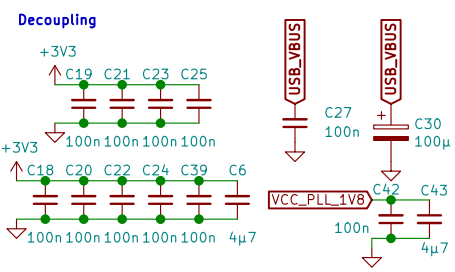 Decoupling
+3V3
C19 C21 C23 C25
100n 100n 100n 100n
+3V3
C18 C20 C22 C24 C39 C6
100n 100n 100n 100n 100n 4µ7
USB_VBUS
C27
100n
USB_VBUS
+
C30
100µ
VCC_PLL_1V8
C42 C43
100n 4µ7